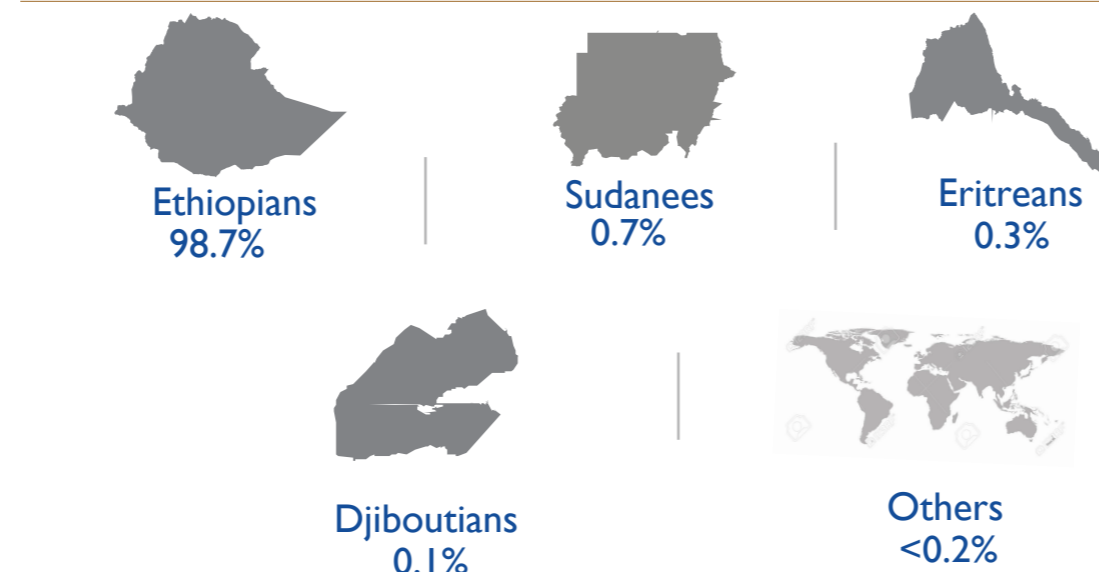 Ethiopians
98.7%
Sudanees
0.7%
Eritreans
0.3%
Djiboutians
0.1%
Others
<0.2%